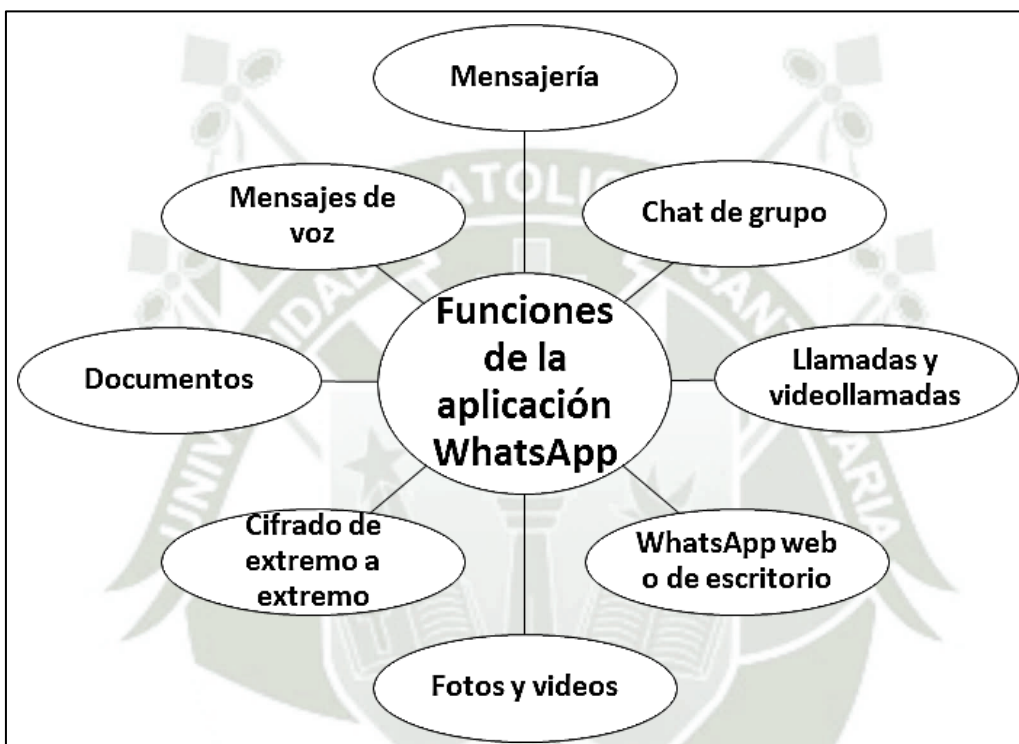 Mensajería
Mensajes de
voz
Chat de grupo
Funciones
de la
aplicación
WhatsApp
Documentos
Llamadas y
videollamadas
Cifrado de
extremo a
extremo
WhatsApp web
o de escritorio
Fotos y videos